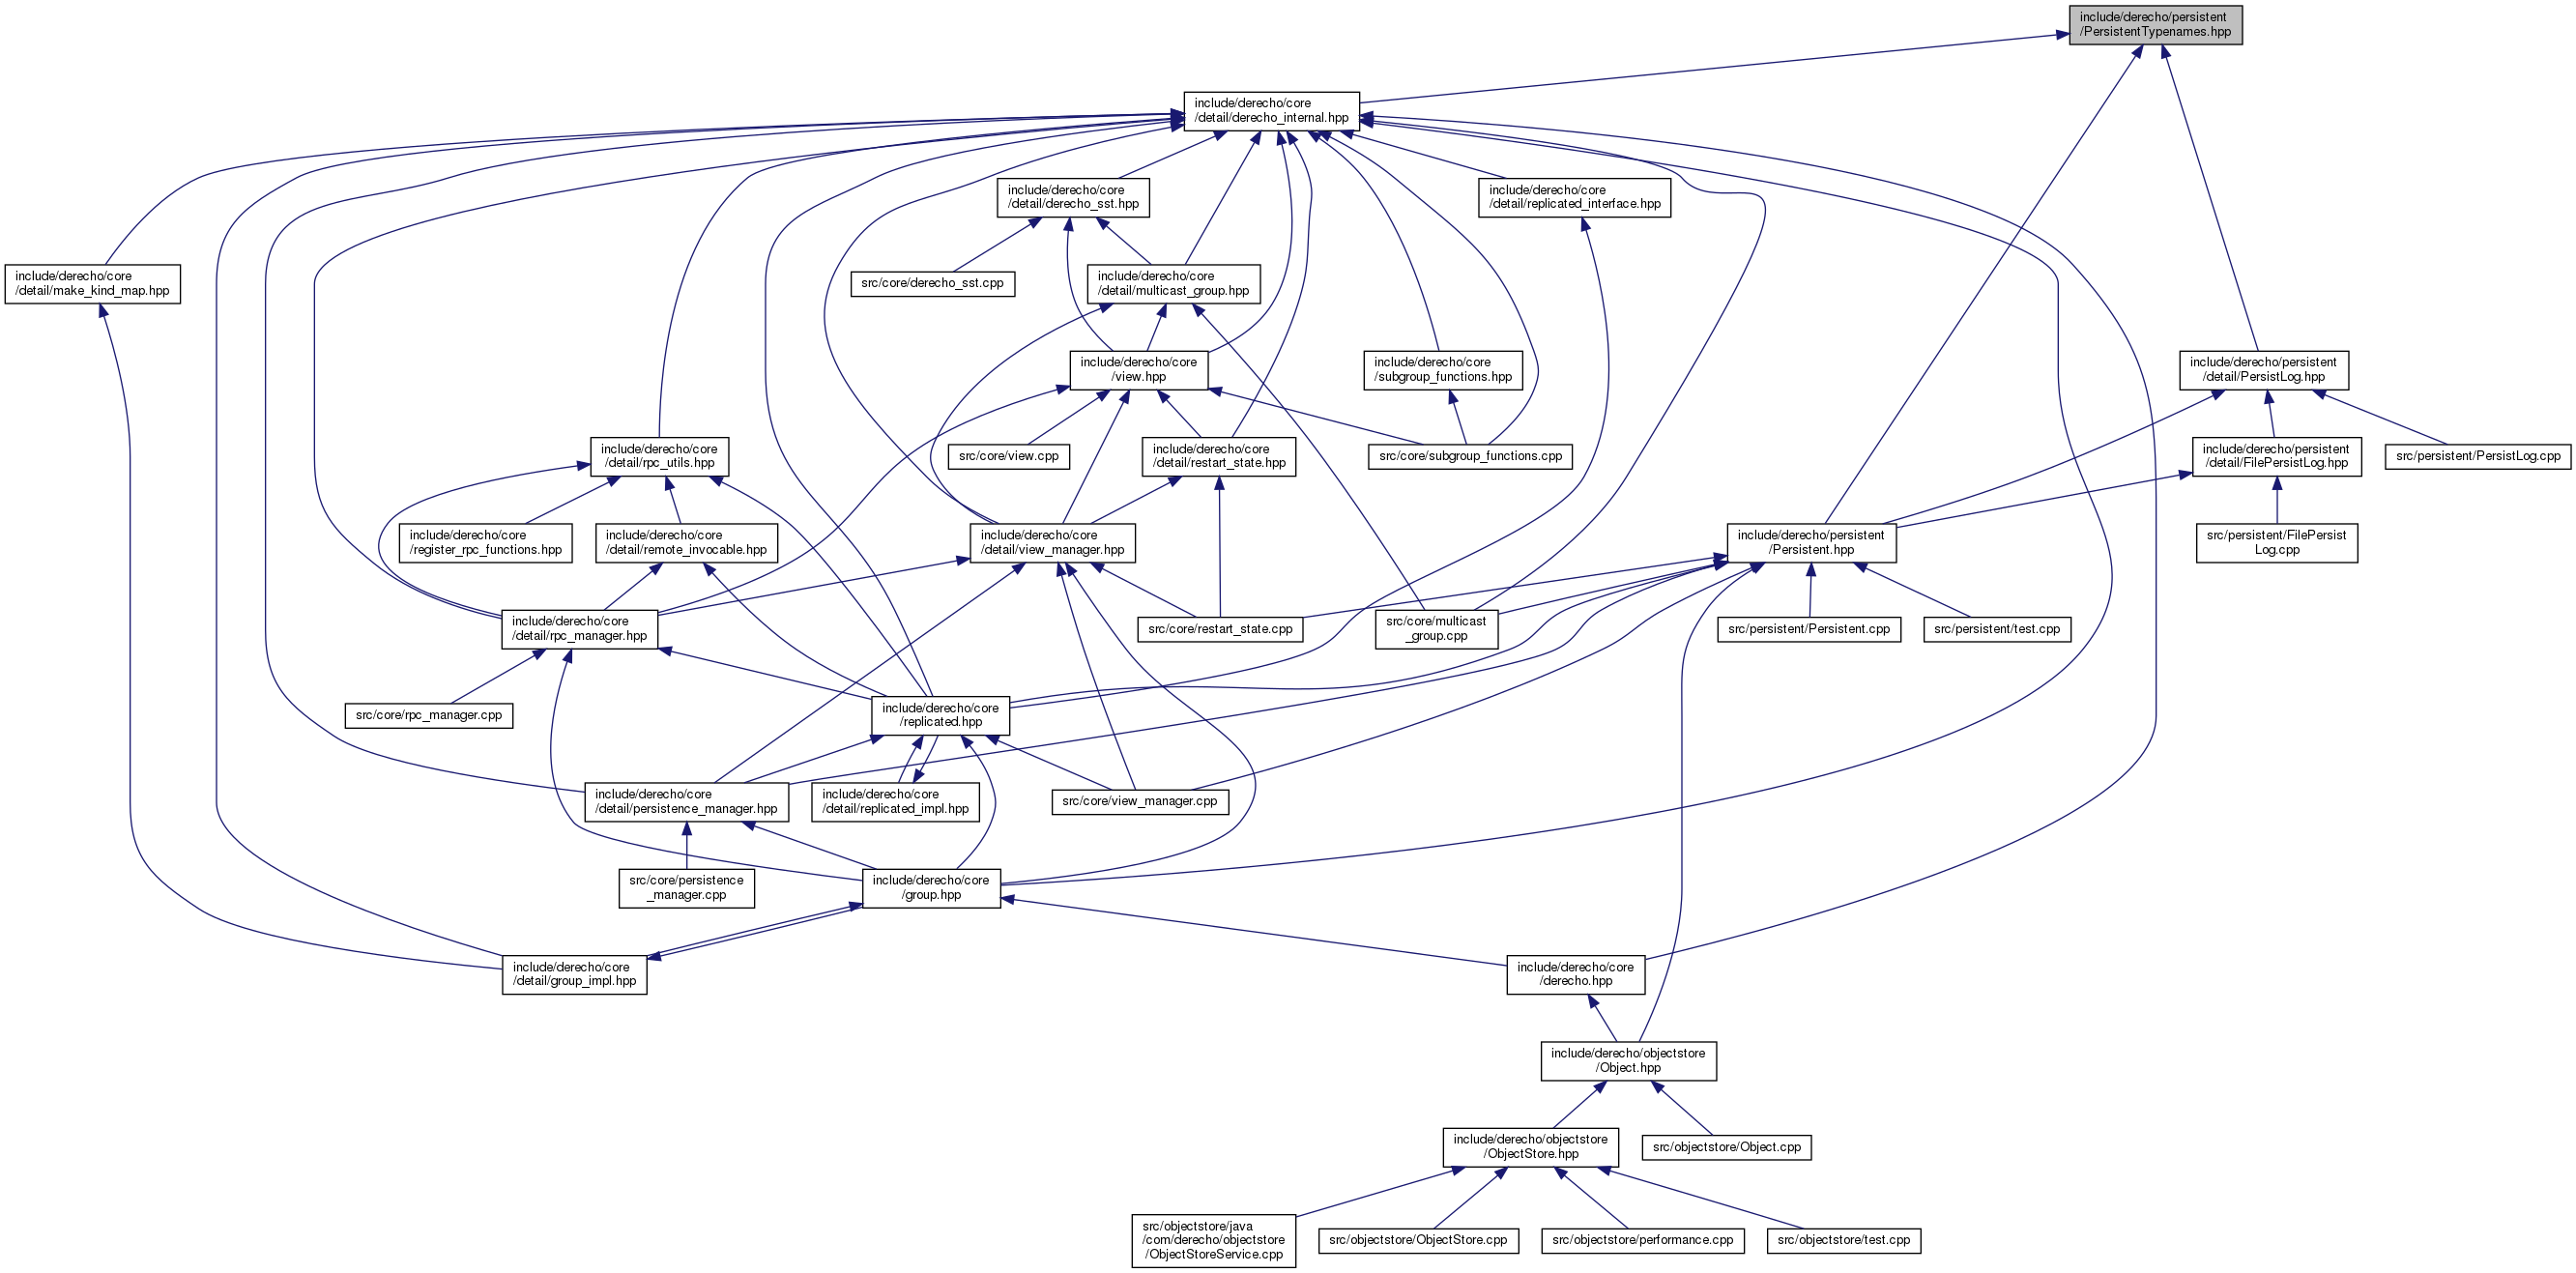 include/derecho/persistent
/PersistentTypenames.hpp
include/derecho/core
/detail/derecho_internal.hpp
include/derecho/core
/detail/derecho_sst.hpp
include/derecho/core
/detail/replicated_interface.hpp
include/derecho/core
/detail/make_kind_map.hpp
src/core/derecho_sst.cpp
include/derecho/core
/detail/multicast_group.hpp
include/derecho/core
/view.hpp
include/derecho/core
/subgroup_functions.hpp
include/derecho/persistent
/detail/PersistLog.hpp
include/derecho/core
/detail/rpc_utils.hpp
src/core/view.cpp
include/derecho/core
/detail/restart_state.hpp
src/core/subgroup_functions.cpp
include/derecho/persistent
/detail/FilePersistLog.hpp
src/persistent/PersistLog.cpp
include/derecho/core
/register_rpc_functions.hpp
include/derecho/core
/detail/remote_invocable.hpp
include/derecho/core
/detail/view_manager.hpp
include/derecho/persistent
/Persistent.hpp
src/persistent/FilePersist
Log.cpp
include/derecho/core
/detail/rpc_manager.hpp
src/core/restart_state.cpp
src/core/multicast
_group.cpp
src/persistent/Persistent.cpp
src/persistent/test.cpp
src/core/rpc_manager.cpp
include/derecho/core
/replicated.hpp
include/derecho/core
/detail/persistence_manager.hpp
include/derecho/core
/detail/replicated_impl.hpp
src/core/view_manager.cpp
src/core/persistence
_manager.cpp
include/derecho/core
/group.hpp
include/derecho/core
/detail/group_impl.hpp
include/derecho/core
/derecho.hpp
include/derecho/objectstore
/Object.hpp
include/derecho/objectstore
/ObjectStore.hpp
src/objectstore/Object.cpp
src/objectstore/java
/com/derecho/objectstore
/ObjectStoreService.cpp
src/objectstore/ObjectStore.cpp
src/objectstore/performance.cpp
src/objectstore/test.cpp